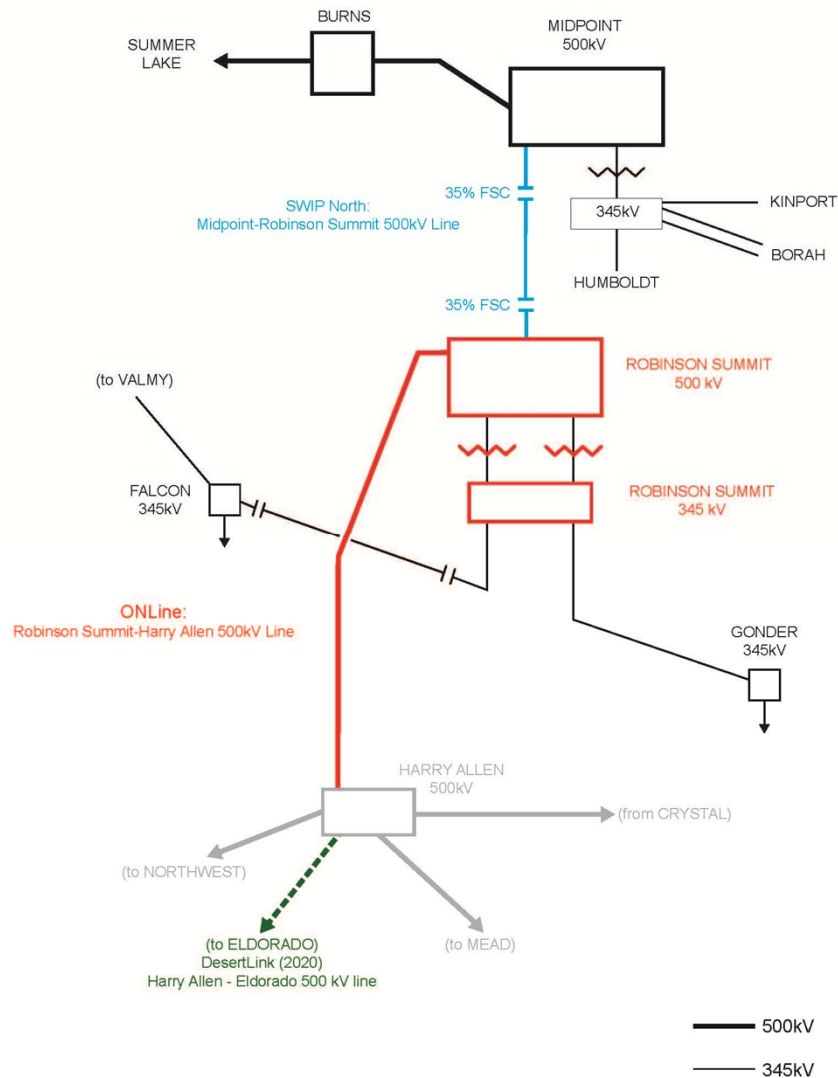 BURNS
MIDPOINT
500kV
SUMMER
LAKE
35% FSC
SWIP North:
Midpoint-Robinson Summit 500kV Line
345kV
KINPORT
BORAH
HUMBOLDT
35% FSC
ROBINSON SUMMIT
500 kV
(to VALMY)
FALCON
345kV
ROBINSON SUMMIT
345 kV
ONLine:
Robinson Summit-Harry Allen 500kV Line
GONDER
345kV
HARRY ALLEN
500kV
(from CRYSTAL)
(to NORTHWEST)
(to ELDORADO)
DesertLink (2020)
Harry Allen - Eldorado 500 kV line
(to MEAD)
500kV
345kV